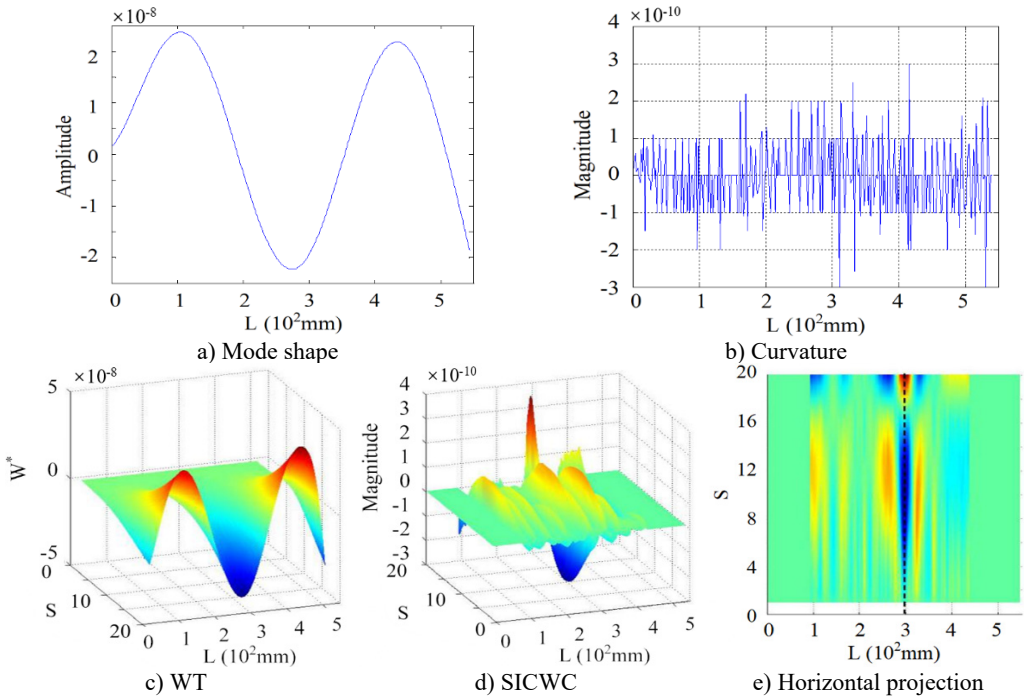 ×10⁻⁸
2
1
0
-1
-2
Amplitude
0 1 2 3 4 5
L (10²mm)
a) Mode shape
×10⁻¹⁰
4
3
2
1
0
-1
-2
-3
Magnitude
0 1 2 3 4 5
L (10²mm)
b) Curvature
×10⁻⁸
5
0
-5
W*
0
10
20
S
0 1 2 3 4 5
L (10²mm)
c) WT
×10⁻¹⁰
4
3
2
1
0
-1
-2
-3
Magnitude
20
10
0
S
0 1 2 3 4 5
L (10²mm)
d) SICWC
20
16
12
8
4
0
S
0 1 2 3 4 5
L (10²mm)
e) Horizontal projection